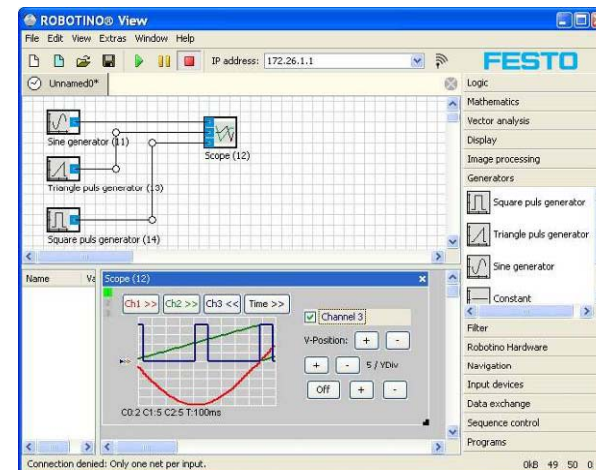 ROBOTINO® View
File Edit View Extras Window Help
IP address: 172.26.1.1
FESTO
Unnamed0*
Sine generator (11)
Scope (12)
Triangle puls generator (13)
Square puls generator (14)
Logic
Mathematics
Vector analysis
Display
Image processing
Generators
Square puls generator
Triangle puls generator
Sine generator
Constant
Filter
Robotino Hardware
Navigation
Input devices
Data exchange
Sequence control
Programs
Name Va
Scope (12)
1
2
3
Ch1 >> Ch2 >> Ch3 << Time >>
Channel 3
V-Position: + -
+ - 5 / YDiv
Off + -
C0:2 C1:5 C2:5 T:100ms
Connection denied: Only one net per input.
0kB 49 50 0